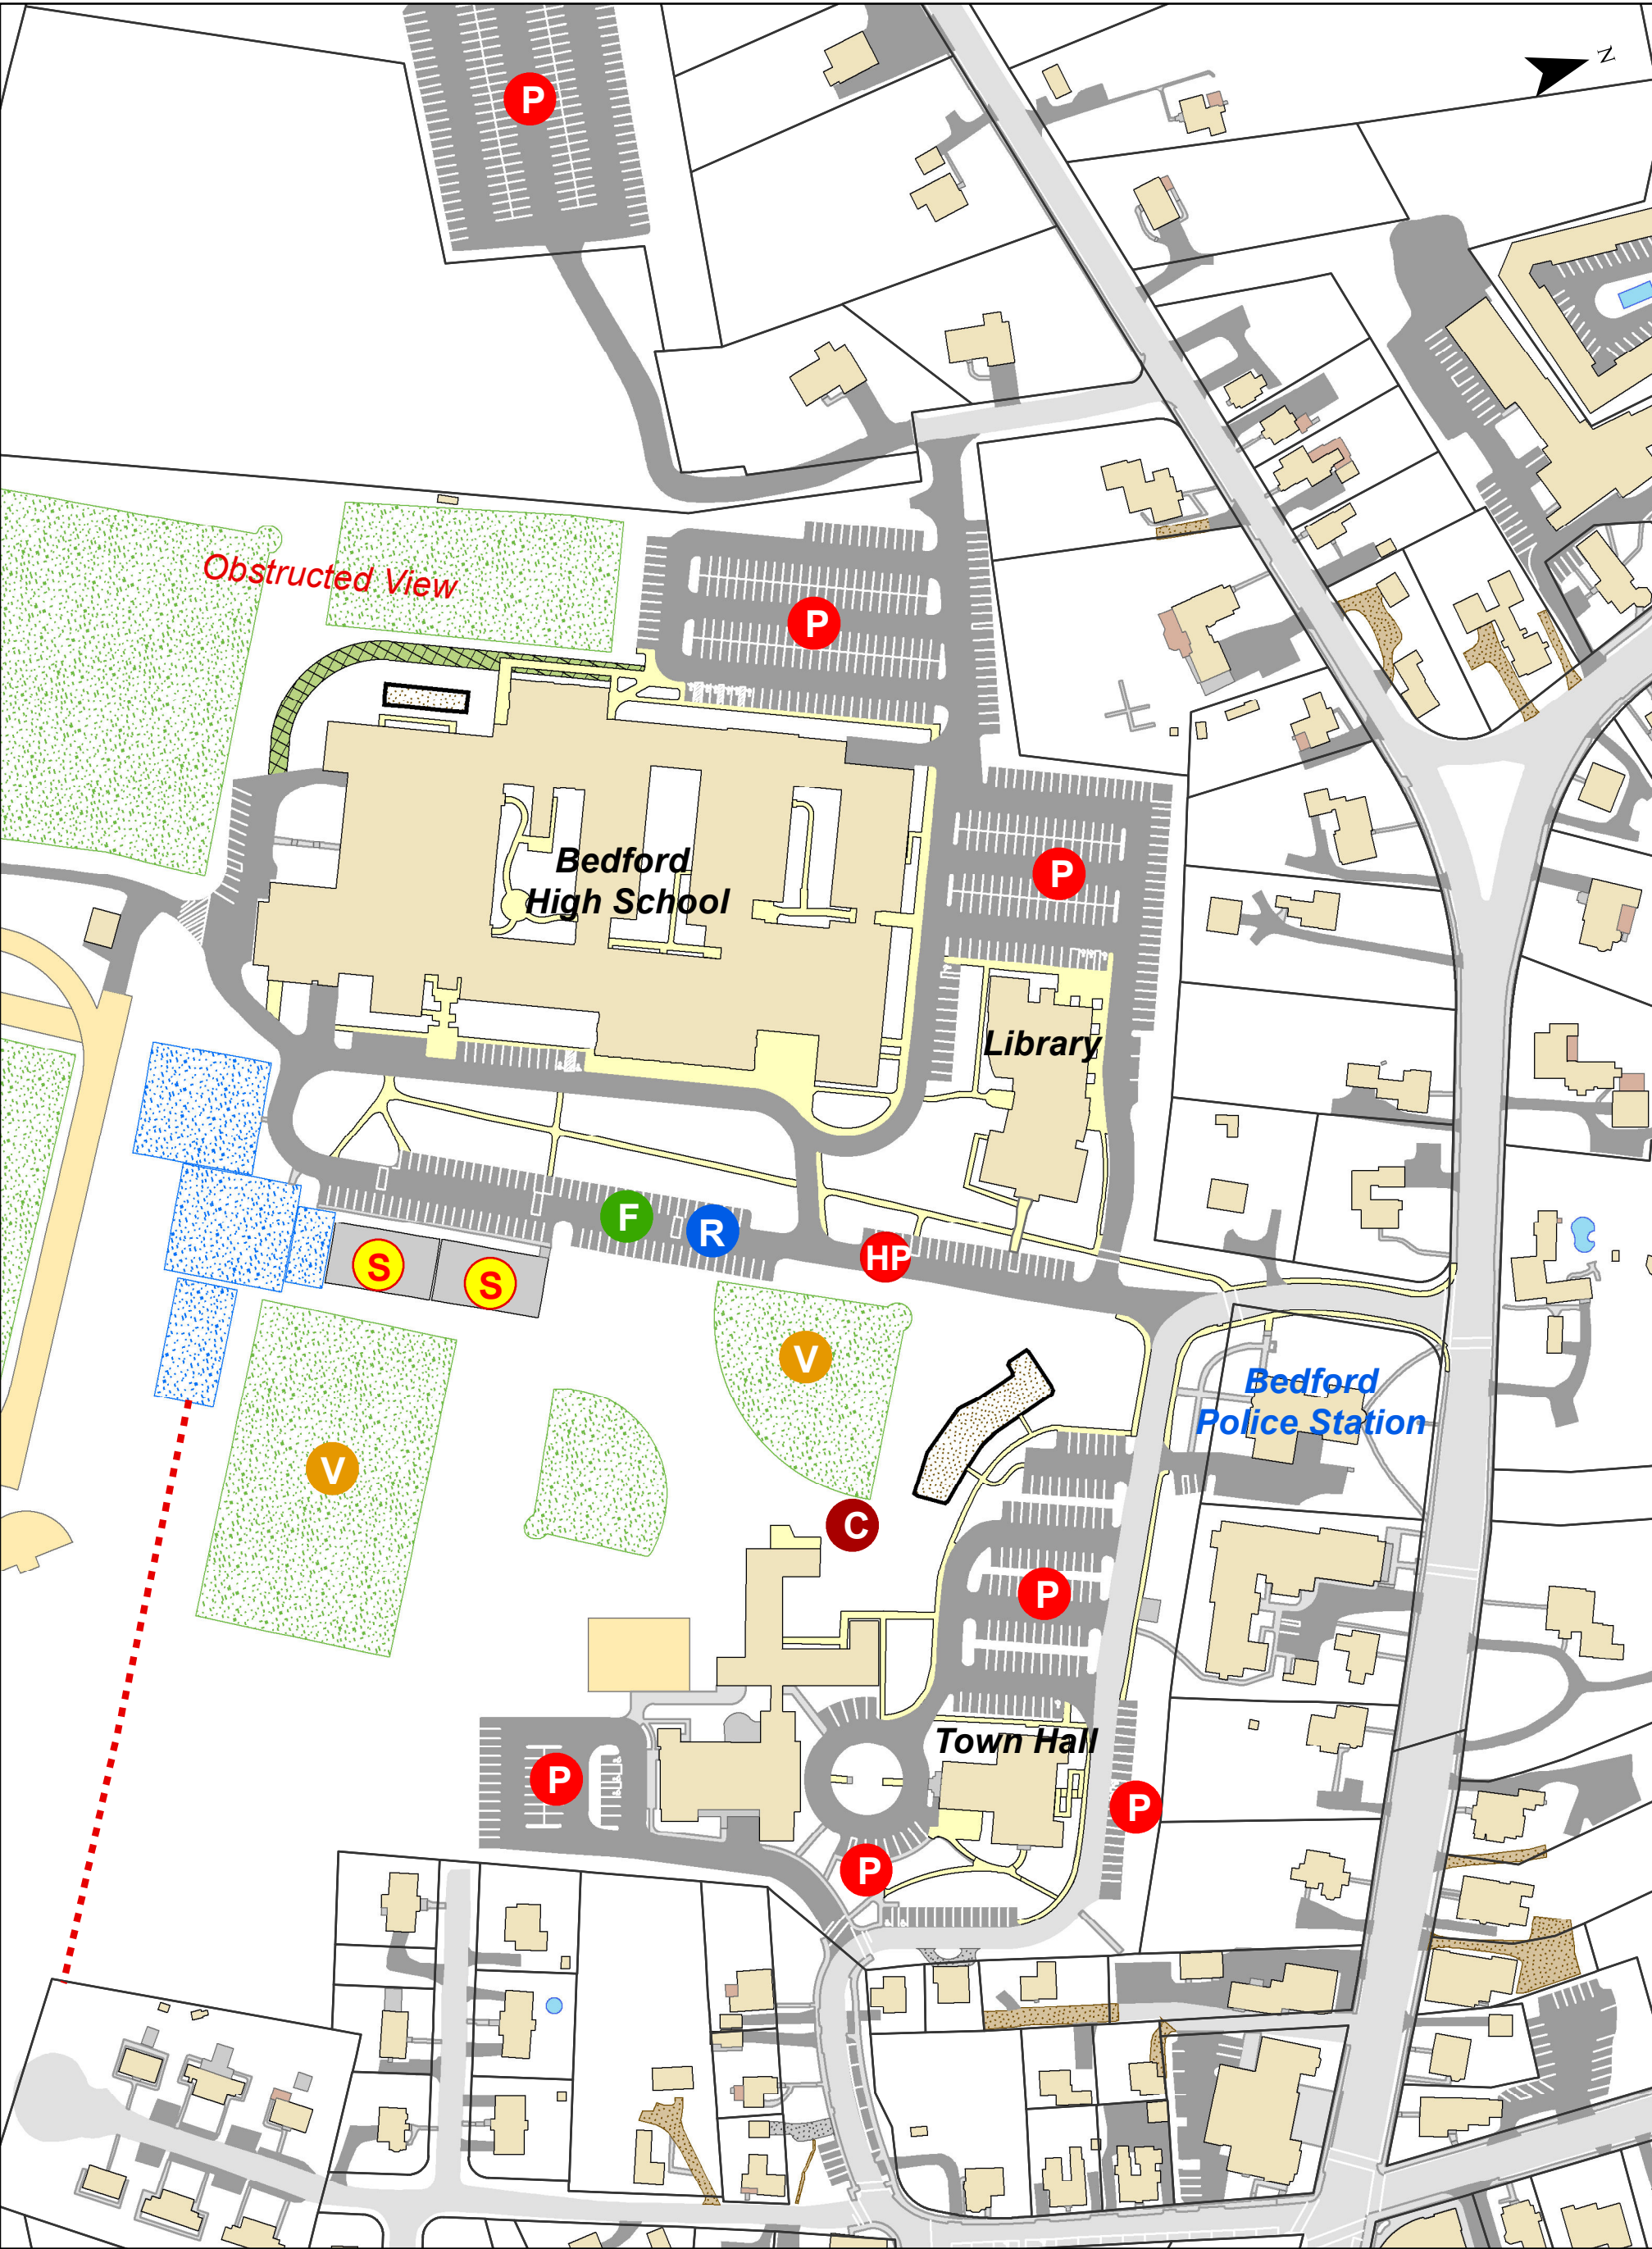 N
P
Obstructed View
P
P
Bedford
High School
Library
F
R
HP
S
S
V
Bedford
Police Station
V
C
P
Town Hall
P
P
P